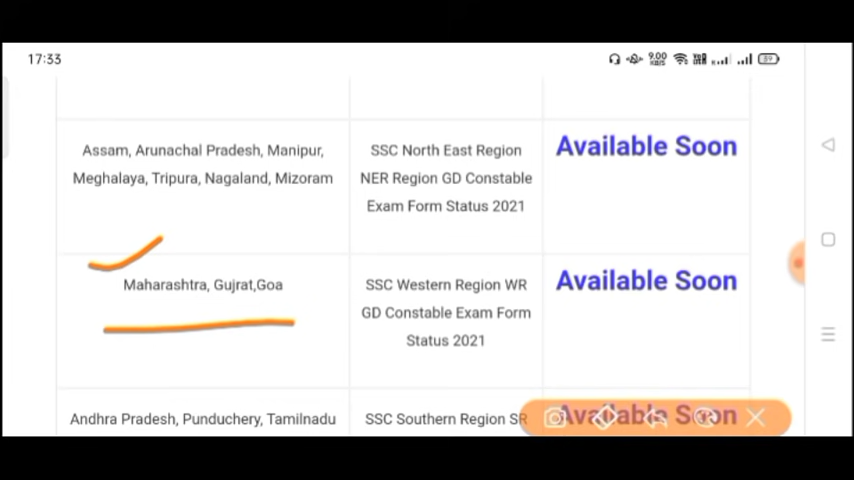 17:33
9.00
KB/S
89
Assam, Arunachal Pradesh, Manipur,
Meghalaya, Tripura, Nagaland, Mizoram
SSC North East Region
NER Region GD Constable
Exam Form Status 2021
Available Soon
Maharashtra, Gujrat,Goa
SSC Western Region WR
GD Constable Exam Form
Status 2021
Available Soon
Andhra Pradesh, Punduchery, Tamilnadu
SSC Southern Region SR
Available Soon